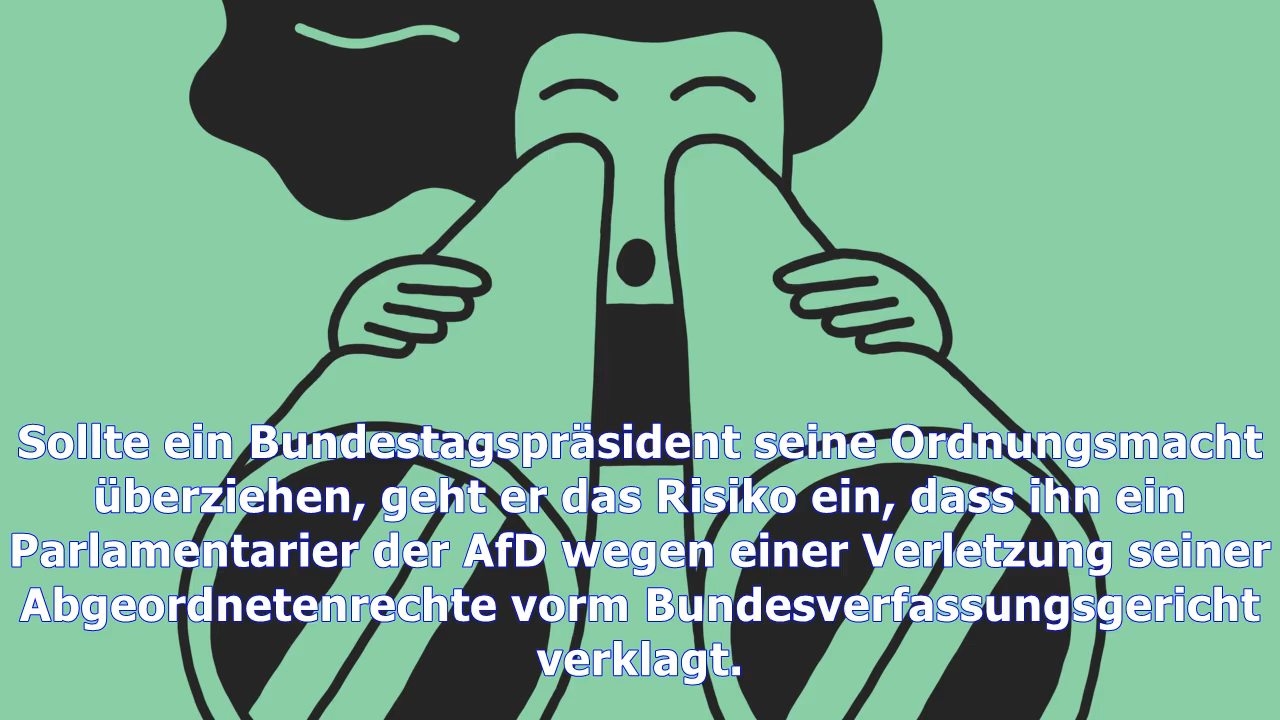 Sollte ein Bundestagspräsident seine Ordnungsmacht
überziehen, geht er das Risiko ein, dass ihn ein
Parlamentarier der AfD wegen einer Verletzung seiner
Abgeordnetenrechte vorm Bundesverfassungsgericht
verklagt.